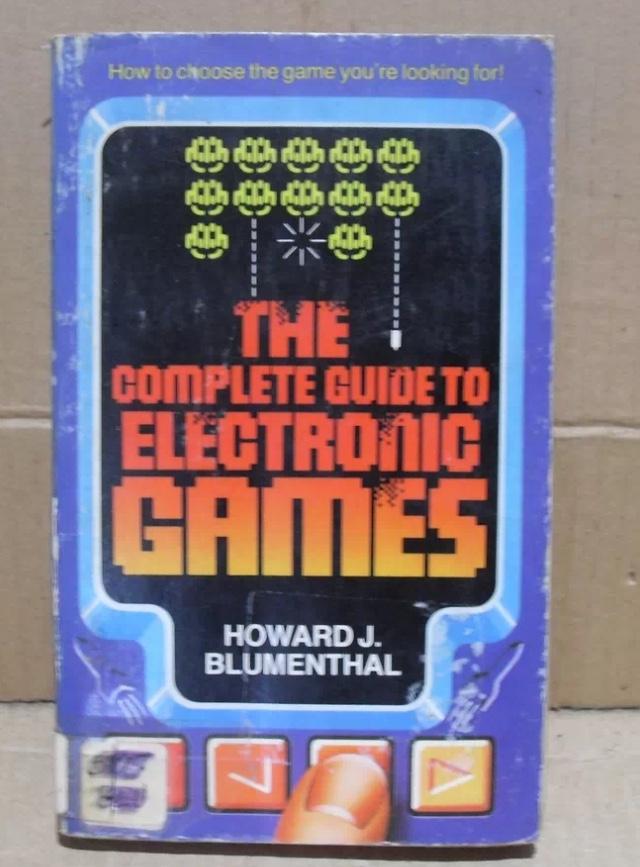 How to choose the game you're looking for!
THE
COMPLETE GUIDE TO
ELECTRONIC
GAMES
HOWARD J.
BLUMENTHAL